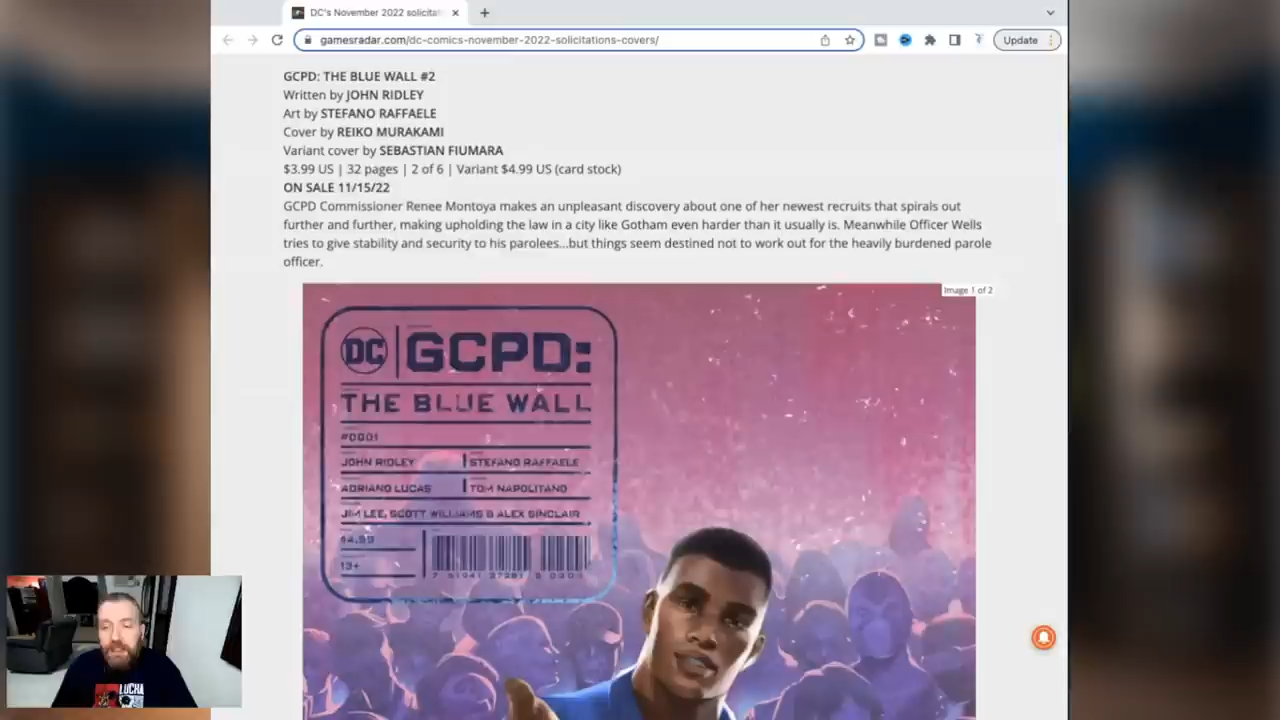 DC's November 2022 solicitat
gamesradar.com/dc-comics-november-2022-solicitations-covers/
Update
GCPD: THE BLUE WALL #2
Written by JOHN RIDLEY
Art by STEFANO RAFFAELE
Cover by REIKO MURAKAMI
Variant cover by SEBASTIAN FIUMARA
$3.99 US | 32 pages | 2 of 6 | Variant $4.99 US (card stock)
ON SALE 11/15/22
GCPD Commissioner Renee Montoya makes an unpleasant discovery about one of her newest recruits that spirals out
further and further, making upholding the law in a city like Gotham even harder than it usually is. Meanwhile Officer Wells
tries to give stability and security to his parolees...but things seem destined not to work out for the heavily burdened parole
officer.
Image 1 of 2
DC GCPD:
THE BLUE WALL
#0001
JOHN RIDLEY STEFANO RAFFAELE
ADRIANO LUCAS TOM NAPOLITANO
JIM LEE, SCOTT WILLIAMS & ALEX SINCLAIR
$4.99
13+
LUCHA